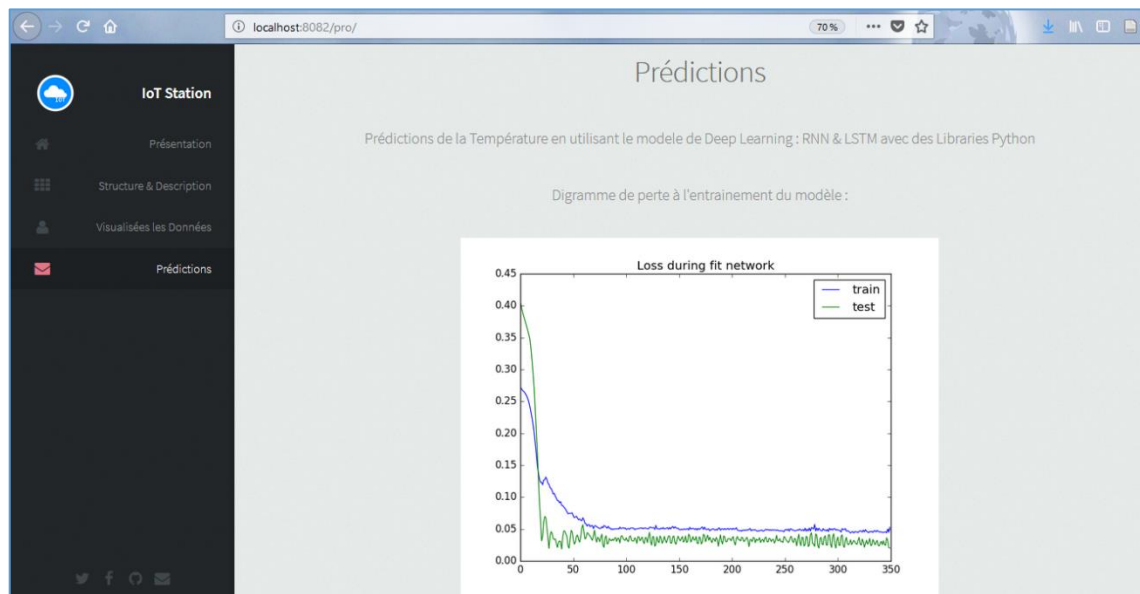 localhost:8082/pro/
70 %
IoT
IoT Station
Présentation
Structure & Description
Visualisées les Données
Prédictions
Prédictions
Prédictions de la Température en utilisant le modele de Deep Learning : RNN & LSTM avec des Libraries Python
Digramme de perte à l'entrainement du modèle :
Loss during fit network
0.45
0.40
0.35
0.30
0.25
0.20
0.15
0.10
0.05
0.00
0 50 100 150 200 250 300 350
train
test